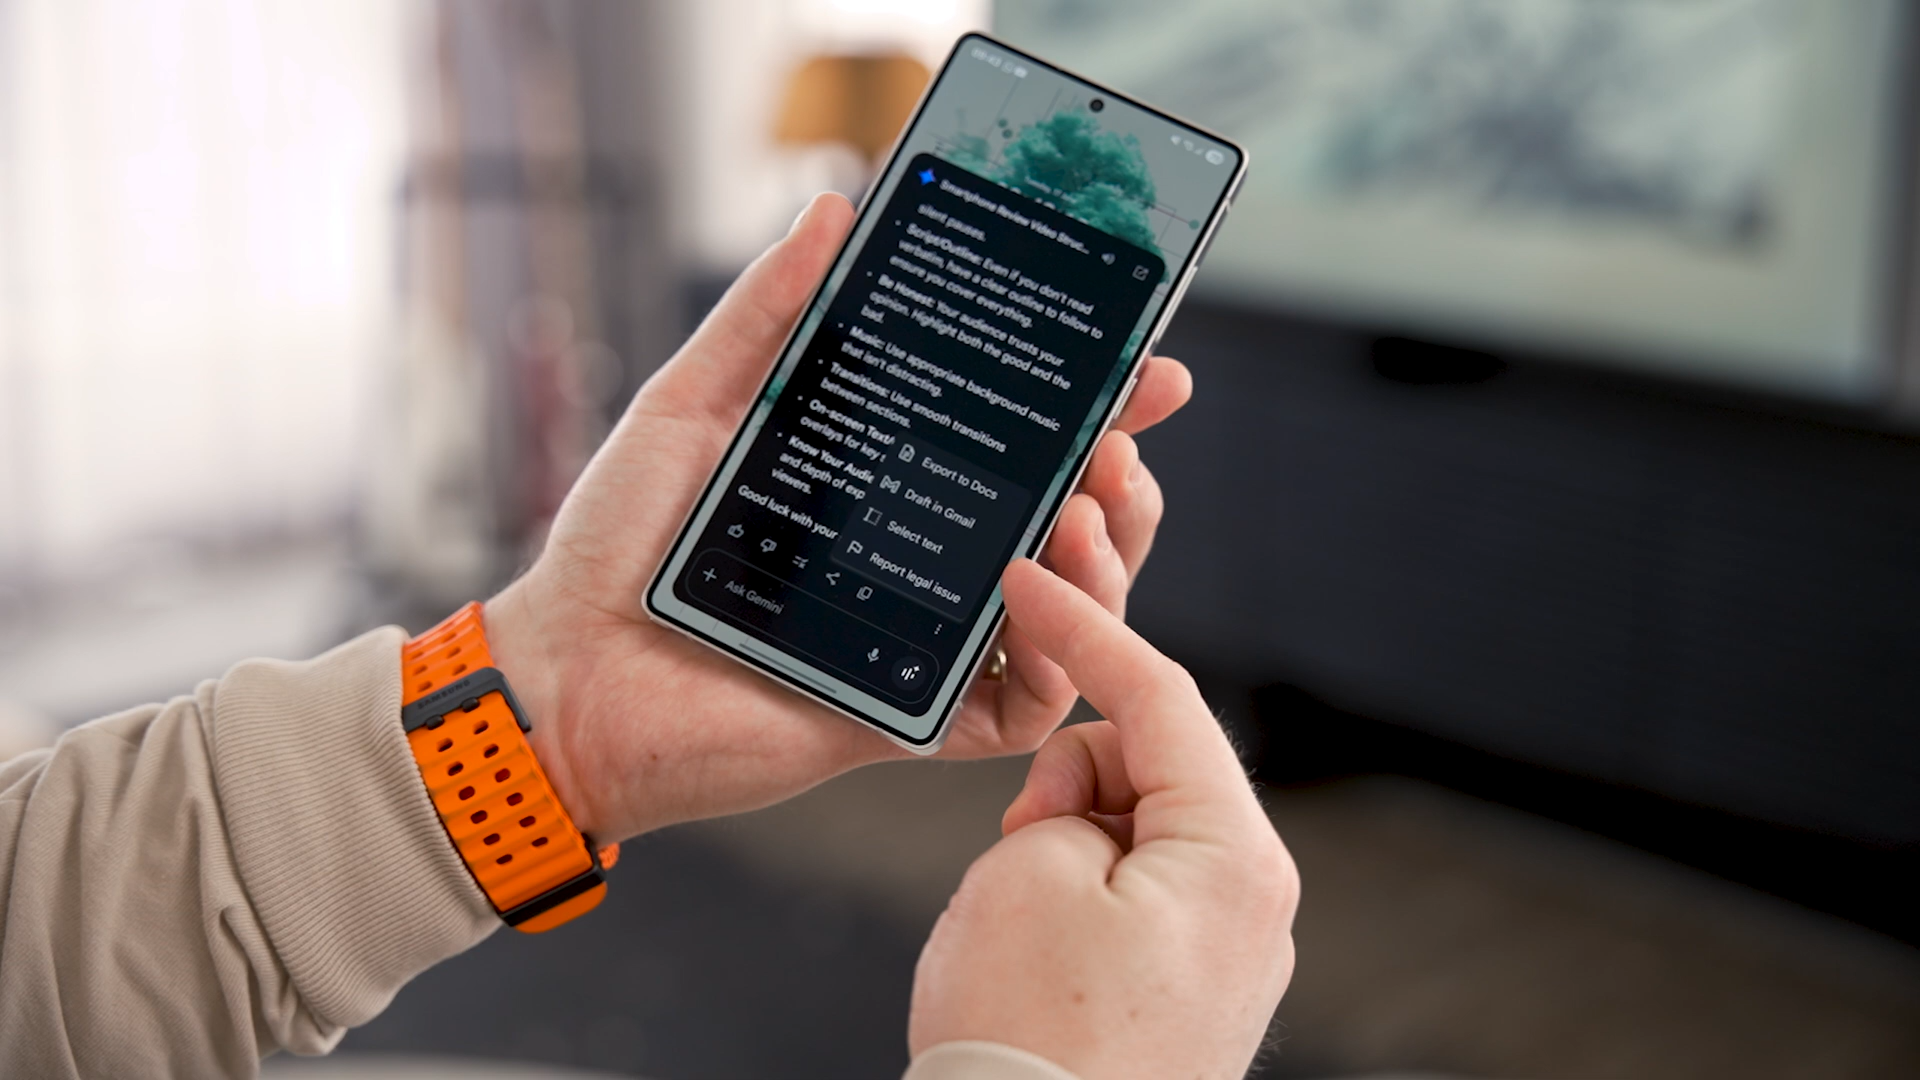 Smartphone Review Video Struc...
silent pauses.
Script/Outline: Even if you don't read
verbatim, have a clear outline to follow to
ensure you cover everything.
Be Honest: Your audience trusts your
opinion. Highlight both the good and the
bad.
Music: Use appropriate background music
that isn't distracting.
Transitions: Use smooth transitions
between sections.
On-screen Text/
overlays for key
Know Your Audie
and depth of exp
viewers.
Good luck with your
Export to Docs
Draft in Gmail
Select text
Report legal issue
Ask Gemini
SAMSUNG